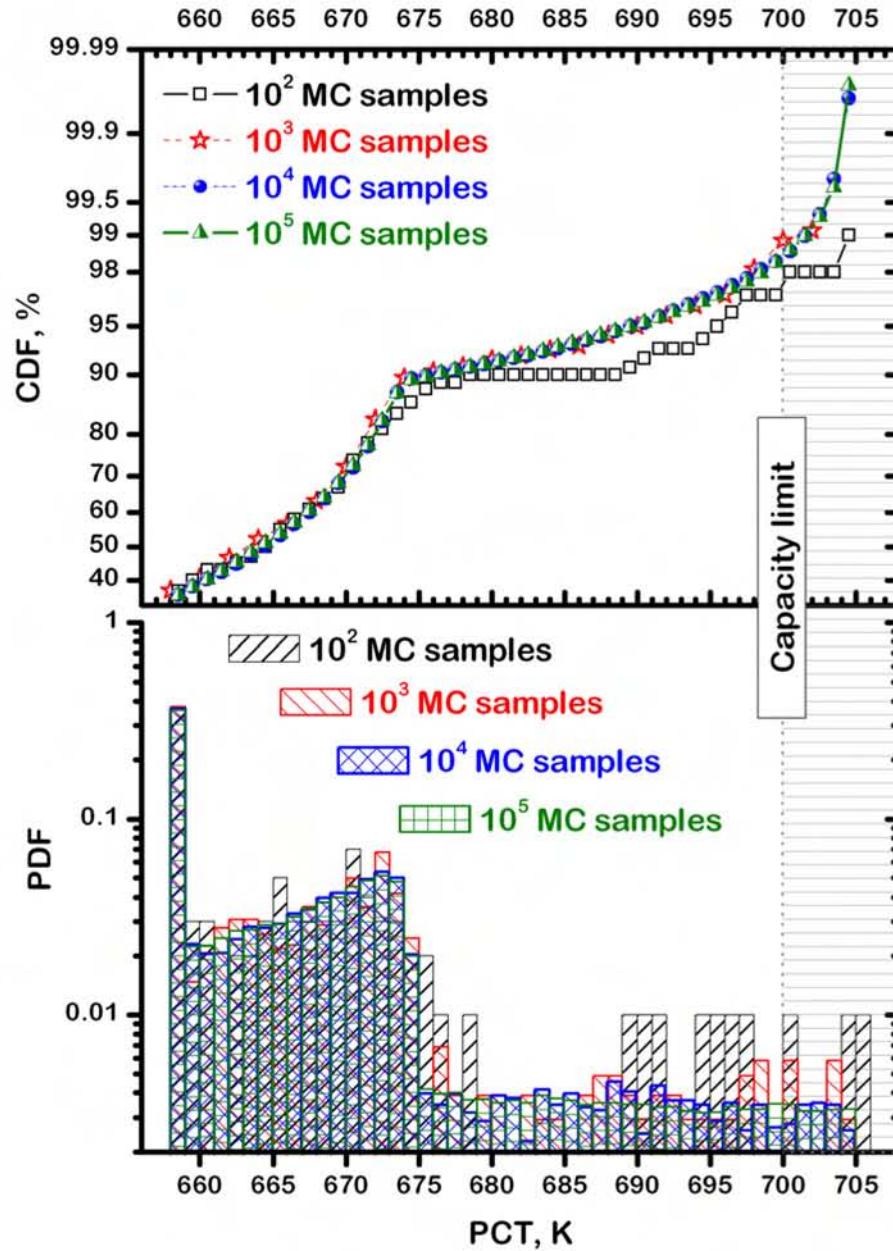 660 665 670 675 680 685 690 695 700 705
99.99
99.9
99.5
99
98
95
90
80
70
60
50
40
CDF, %
10² MC samples
10³ MC samples
10⁴ MC samples
10⁵ MC samples
Capacity limit
1
0.1
0.01
PDF
10² MC samples
10³ MC samples
10⁴ MC samples
10⁵ MC samples
660 665 670 675 680 685 690 695 700 705
PCT, K